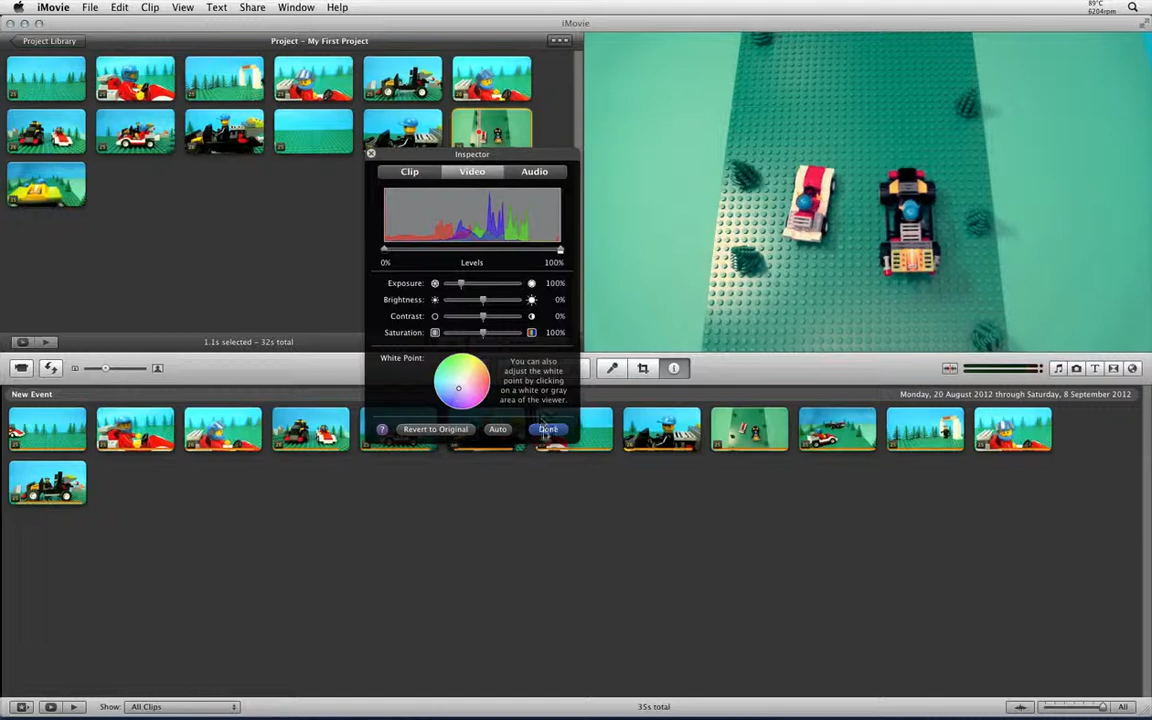 iMovie File Edit Clip View Text Share Window Help
89°C
6204rpm
iMovie
Project Library
Project - My First Project
Inspector
Clip Video Audio
0% Levels 100%
Exposure: 100%
Brightness: 0%
Contrast: 0%
Saturation: 100%
White Point:
You can also
adjust the white
point by clicking
on a white or gray
area of the viewer.
? Revert to Original Auto Done
1.1s selected – 32s total
New Event
Monday, 20 August 2012 through Saturday, 8 September 2012
Show: All Clips
35s total
All